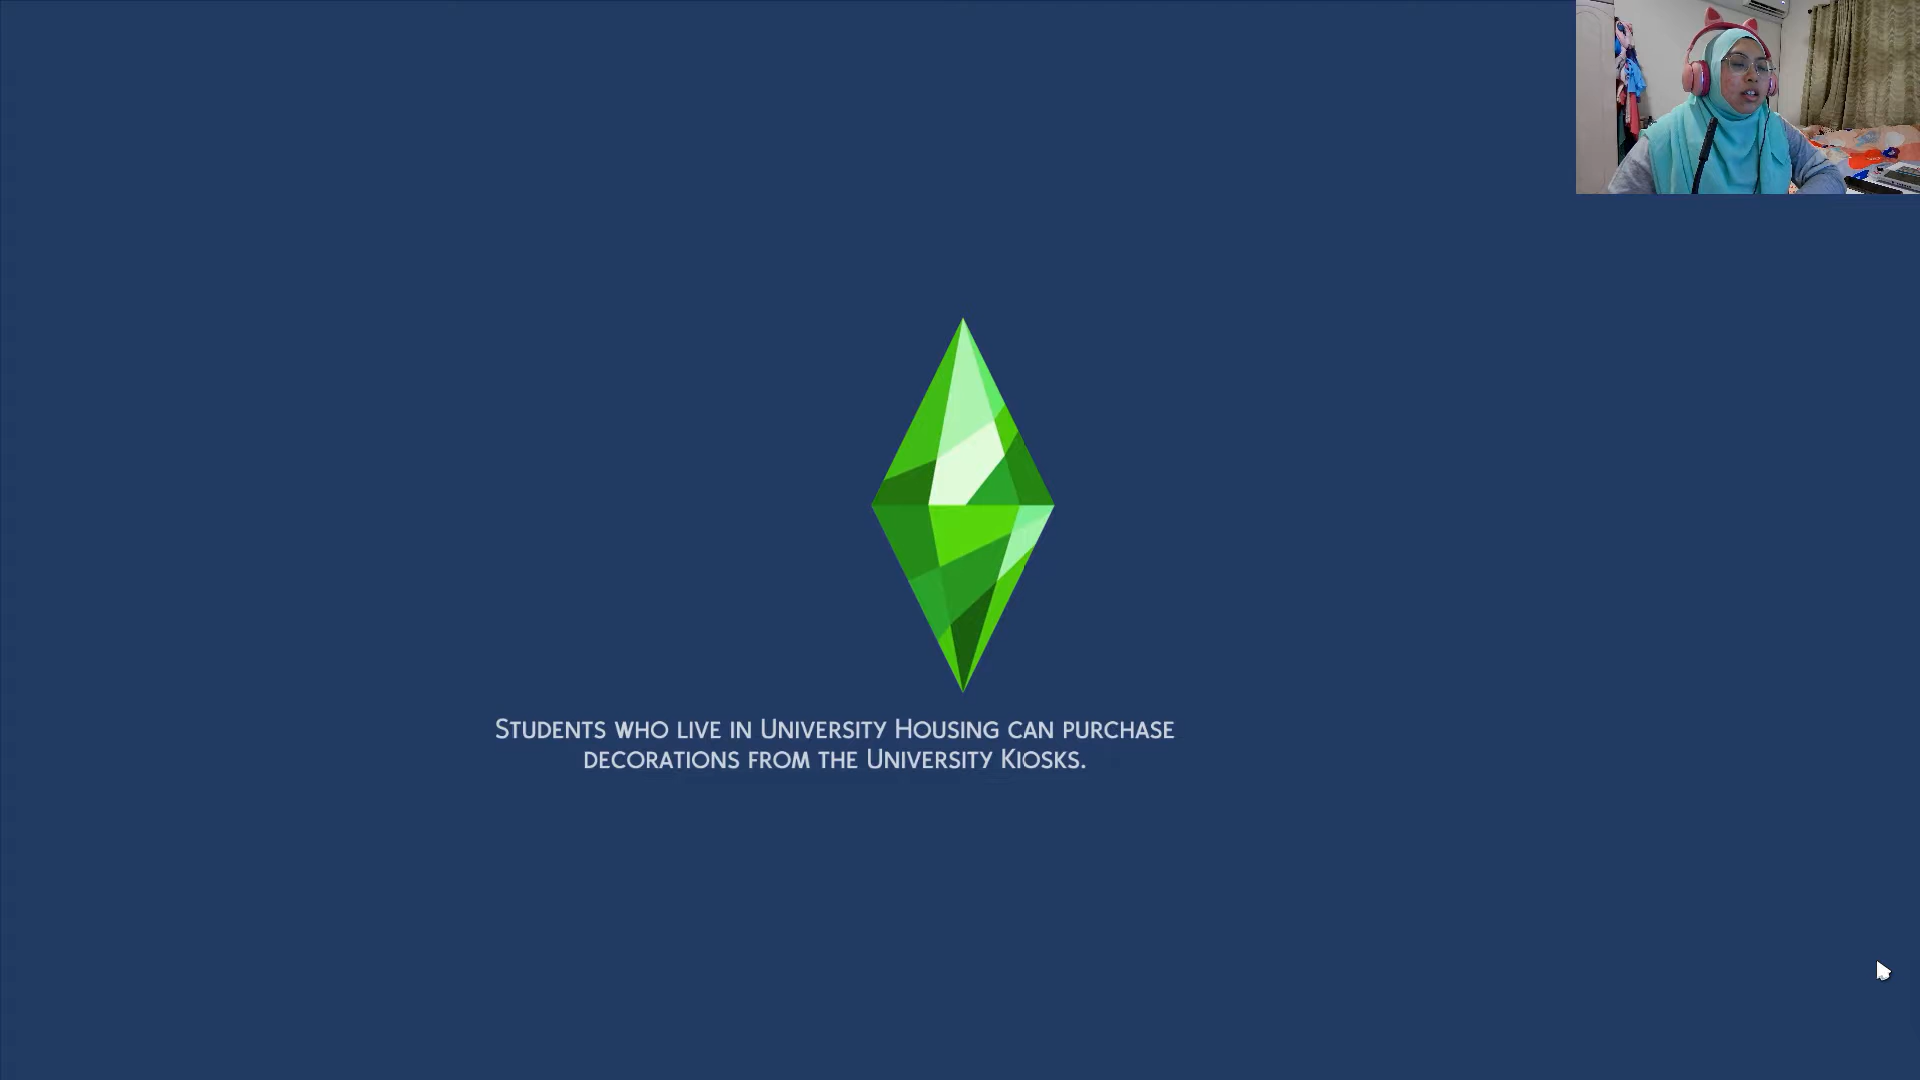 Students who live in University Housing can purchase
decorations from the University Kiosks.